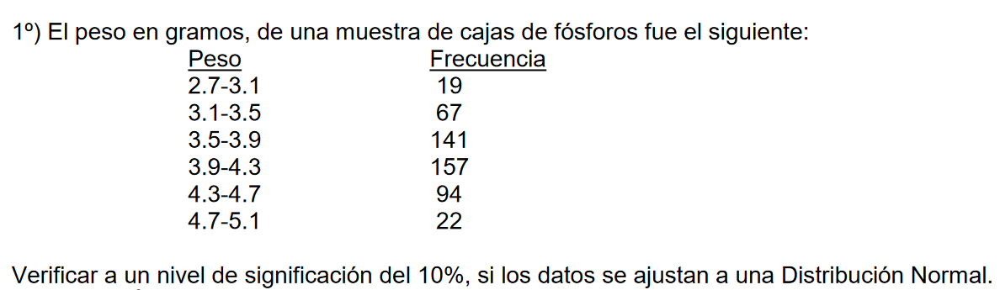 1º) El peso en gramos, de una muestra de cajas de fósforos fue el siguiente:
Peso Frecuencia
2.7-3.1 19
3.1-3.5 67
3.5-3.9 141
3.9-4.3 157
4.3-4.7 94
4.7-5.1 22
Verificar a un nivel de significación del 10%, si los datos se ajustan a una Distribución Normal.